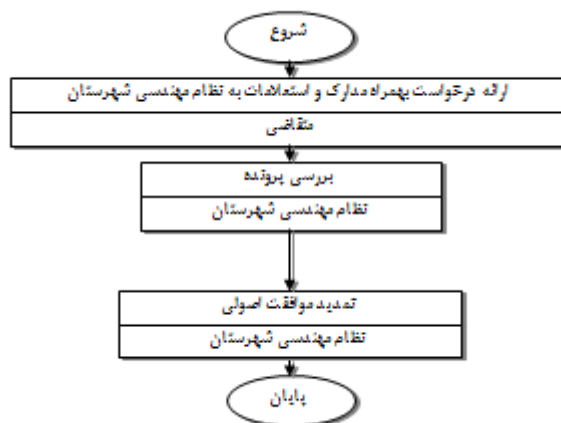 شروع
ارائه درخواست بهمراه مدارک و استعلامات به نظام مهندسی شهرستان
متقاضی
بررسی پرونده
نظام مهندسی شهرستان
تمدید موافقت اصولی
نظام مهندسی شهرستان
پایان